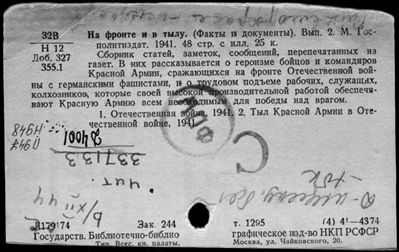 32В
Н 12
Доб. 327
355.1
На фронте и в тылу. (Факты и документы). Вып. 2. М. Гос-
политиздат, 1941. 48 стр. с илл. 25 к.
Сборник статей, заметок, сообщений, перепечатанных из
газет. В них рассказывается о героизме бойцов и командиров
Красной Армии, сражающихся на фронте Отечественной вой-
ны с германскими фашистами, и о трудовом подъеме рабочих, служащих,
колхозников, которые своей высокой производительной работой обеспечи-
вают Красную Армию всем необходимым для победы над врагом.
1. Отечественная война, 1941. 2. Тыл Красной Армии в Оте-
чественной войне, 1941.
4001
33713.3
Чит.
С
Л179174 Зак. 244 т. 1295 (4) 41—4374
Государств. Библиотечно-библио графическое изд-во НКП РСФСР
Тип. Всес. кн. палаты. Москва, ул. Чайковского, 20.